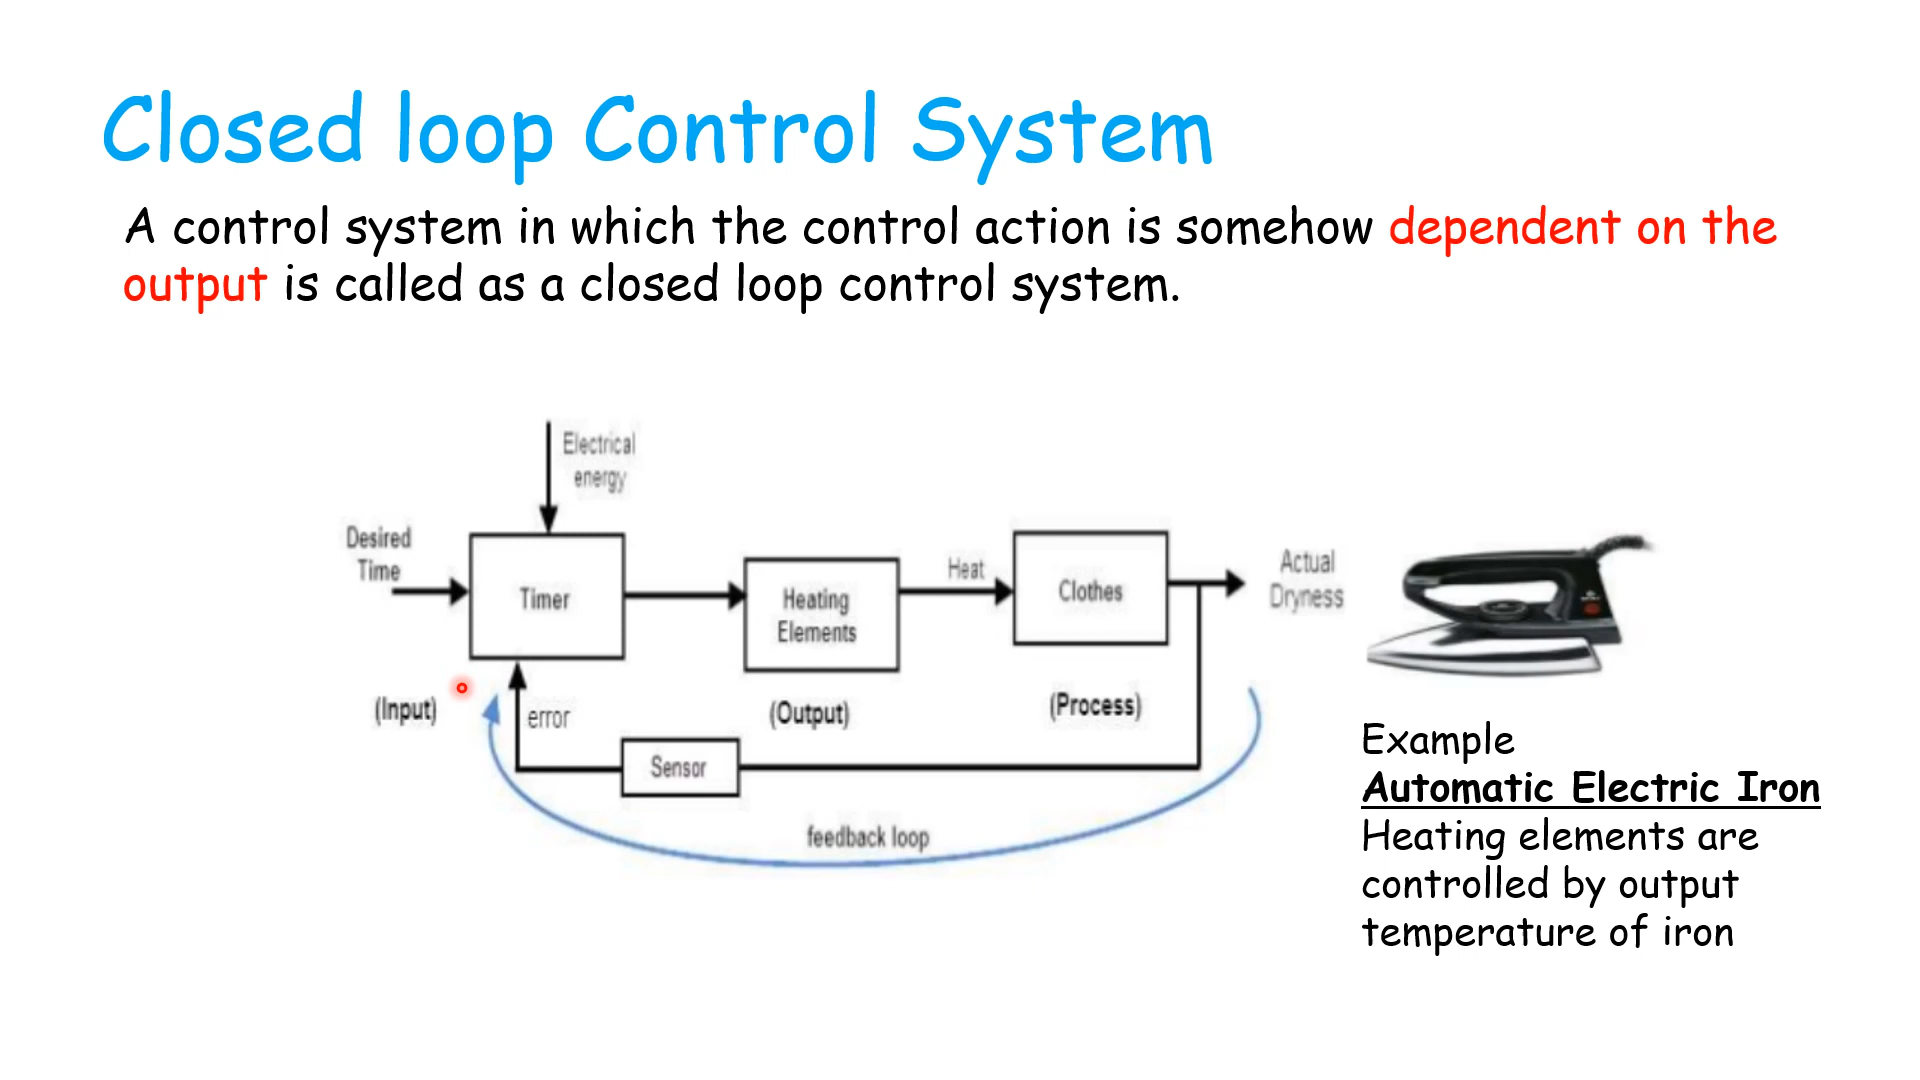 Closed loop Control System
A control system in which the control action is somehow dependent on the
output is called as a closed loop control system.
Electrical
energy
Desired
Time
Timer
Heating
Elements
Heat
Clothes
Actual
Dryness
(Input)
error
(Output)
(Process)
Sensor
feedback loop
Example
Automatic Electric Iron
Heating elements are
controlled by output
temperature of iron